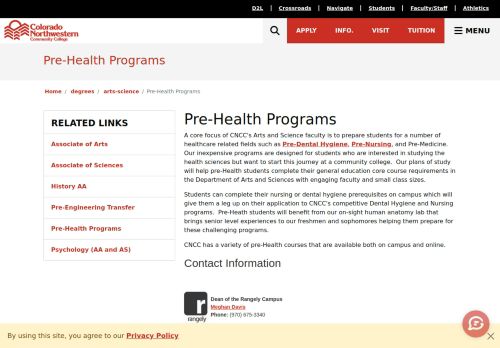 D2L | Crossroads | Navigate | Students | Faculty/Staff | Athletics
Colorado
Northwestern
Community College
APPLY INFO. VISIT TUITION MENU
Pre-Health Programs
Home / degrees / arts-science / Pre-Health Programs
RELATED LINKS
Associate of Arts
Associate of Sciences
History AA
Pre-Engineering Transfer
Pre-Health Programs
Psychology (AA and AS)
Pre-Health Programs
A core focus of CNCC's Arts and Science faculty is to prepare students for a number of
healthcare related fields such as Pre-Dental Hygiene, Pre-Nursing, and Pre-Medicine.
Our inexpensive programs are designed for students who are interested in studying the
health sciences but want to start this journey at a community college. Our plans of study
will help pre-Health students complete their general education core course requirements in
the Department of Arts and Sciences with engaging faculty and small class sizes.
Students can complete their nursing or dental hygiene prerequisites on campus which will
give them a leg up on their application to CNCC's competitive Dental Hygiene and Nursing
programs. Pre-Heath students will benefit from our on-sight human anatomy lab that
brings senior level experiences to our freshmen and sophomores helping them prepare for
these challenging programs.
CNCC has a variety of pre-Health courses that are available both on campus and online.
Contact Information
r
rangely
Dean of the Rangely Campus
Meghan Davis
Phone: (970) 675-3340
By using this site, you agree to our Privacy Policy ×